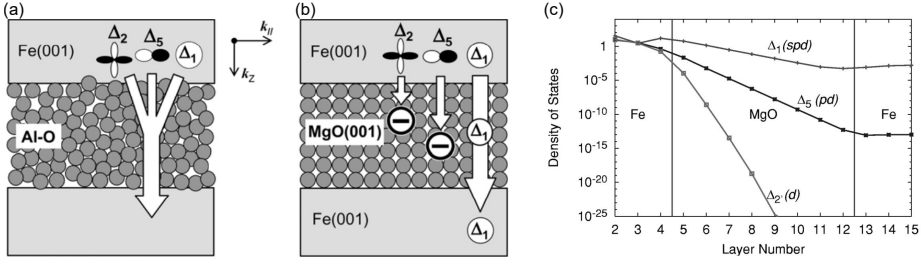 (a)
Fe(001)
Δ2
Δ5
Δ1
Al-O
k//
kz
(b)
Fe(001)
Δ2
Δ5
Δ1
MgO(001)
Δ1
Fe(001)
Δ1
(c)
Density of States
1
10-5
10-10
10-15
10-20
10-25
Δ1(spd)
Δ5(pd)
Δ2'(d)
Fe
MgO
Fe
2 3 4 5 6 7 8 9 10 11 12 13 14 15
Layer Number